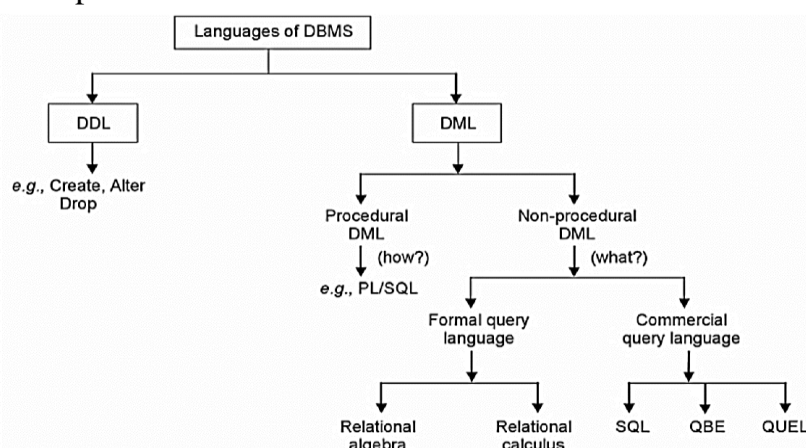 Languages of DBMS
DDL
DML
e.g., Create, Alter
Drop
Procedural
DML
Non-procedural
DML
(how?)
(what?)
e.g., PL/SQL
Formal query
language
Commercial
query language
Relational
algebra
Relational
calculus
SQL
QBE
QUEL